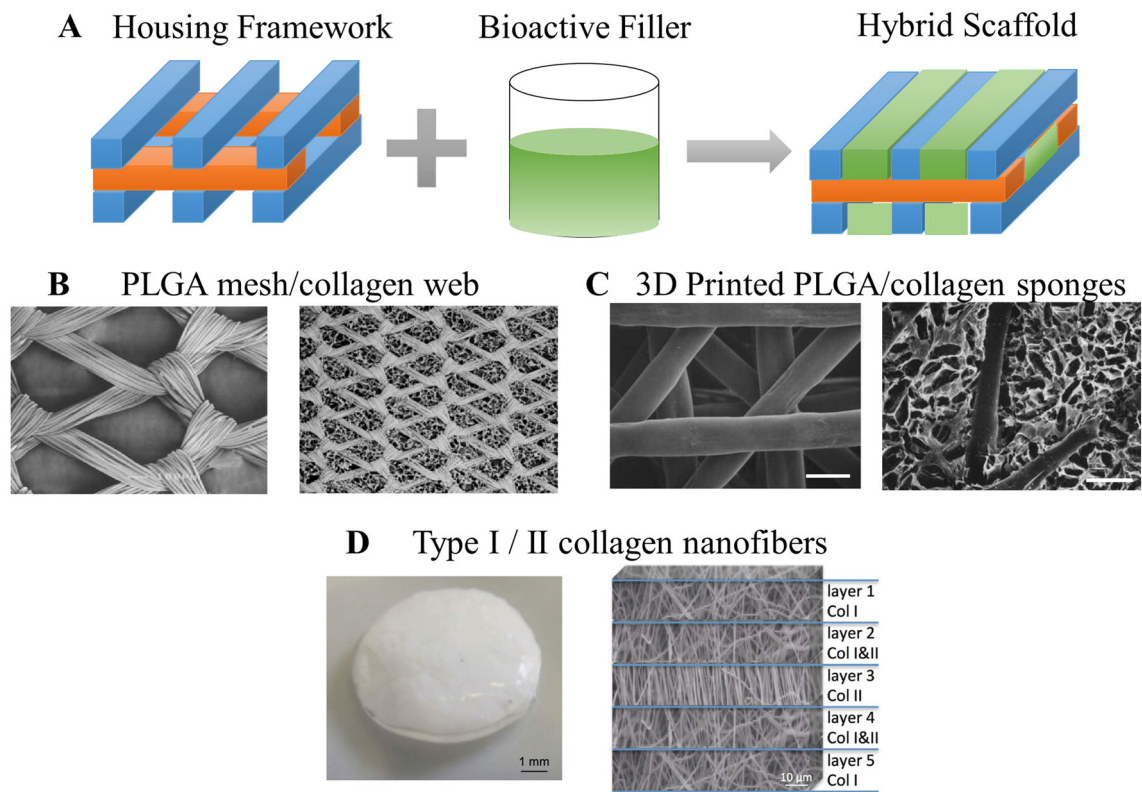 A Housing Framework
Bioactive Filler
Hybrid Scaffold
B PLGA mesh/collagen web
C 3D Printed PLGA/collagen sponges
D Type I / II collagen nanofibers
1 mm
layer 1
Col I
layer 2
Col I&II
layer 3
Col II
layer 4
Col I&II
layer 5
Col I
10 µm